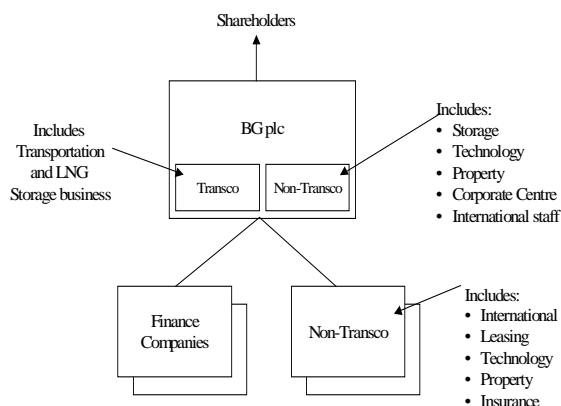 Shareholders
BG plc
Includes
Transportation
and LNG
Storage business
Transco
Non-Transco
Includes:
• Storage
• Technology
• Property
• Corporate Centre
• International staff
Finance
Companies
Non-Transco
Includes:
• International
• Leasing
• Technology
• Property
• Insurance